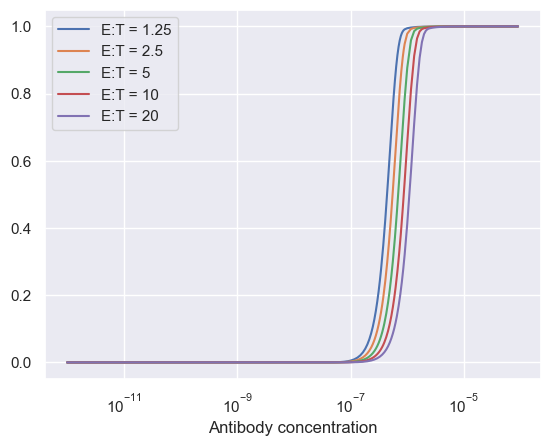 1.0
0.8
0.6
0.4
0.2
0.0
E:T = 1.25
E:T = 2.5
E:T = 5
E:T = 10
E:T = 20
10⁻¹¹ 10⁻⁹ 10⁻⁷ 10⁻⁵
Antibody concentration